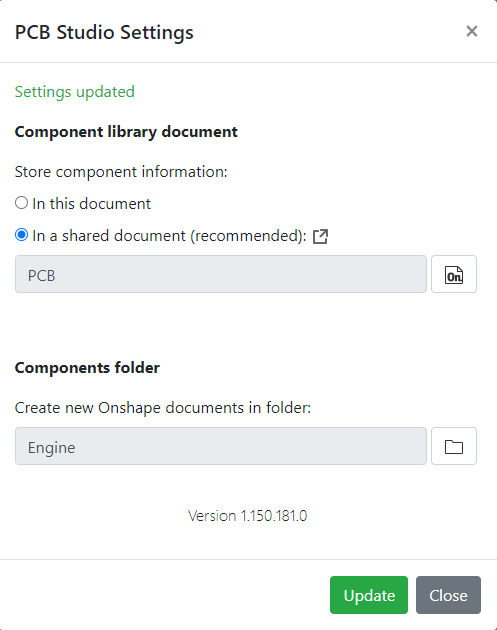 PCB Studio Settings
×
Settings updated
Component library document
Store component information:
In this document
In a shared document (recommended):
PCB
On
Components folder
Create new Onshape documents in folder:
Engine
Version 1.150.181.0
Update Close